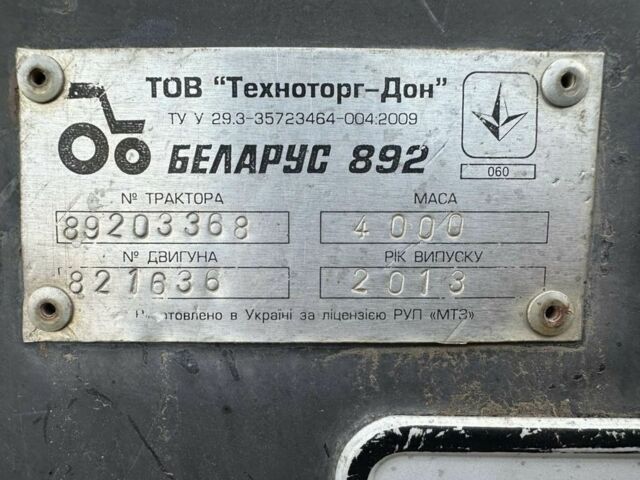 ТОВ "Техноторг-Дон"
ТУ У 29.3-35723464-004:2009
БЕЛАРУС 892
060
№ ТРАКТОРА МАСА
89203368 4000
№ ДВИГУНА РІК ВИПУСКУ
821636 2013
Виготовлено в Україні за ліцензією РУП «МТЗ»